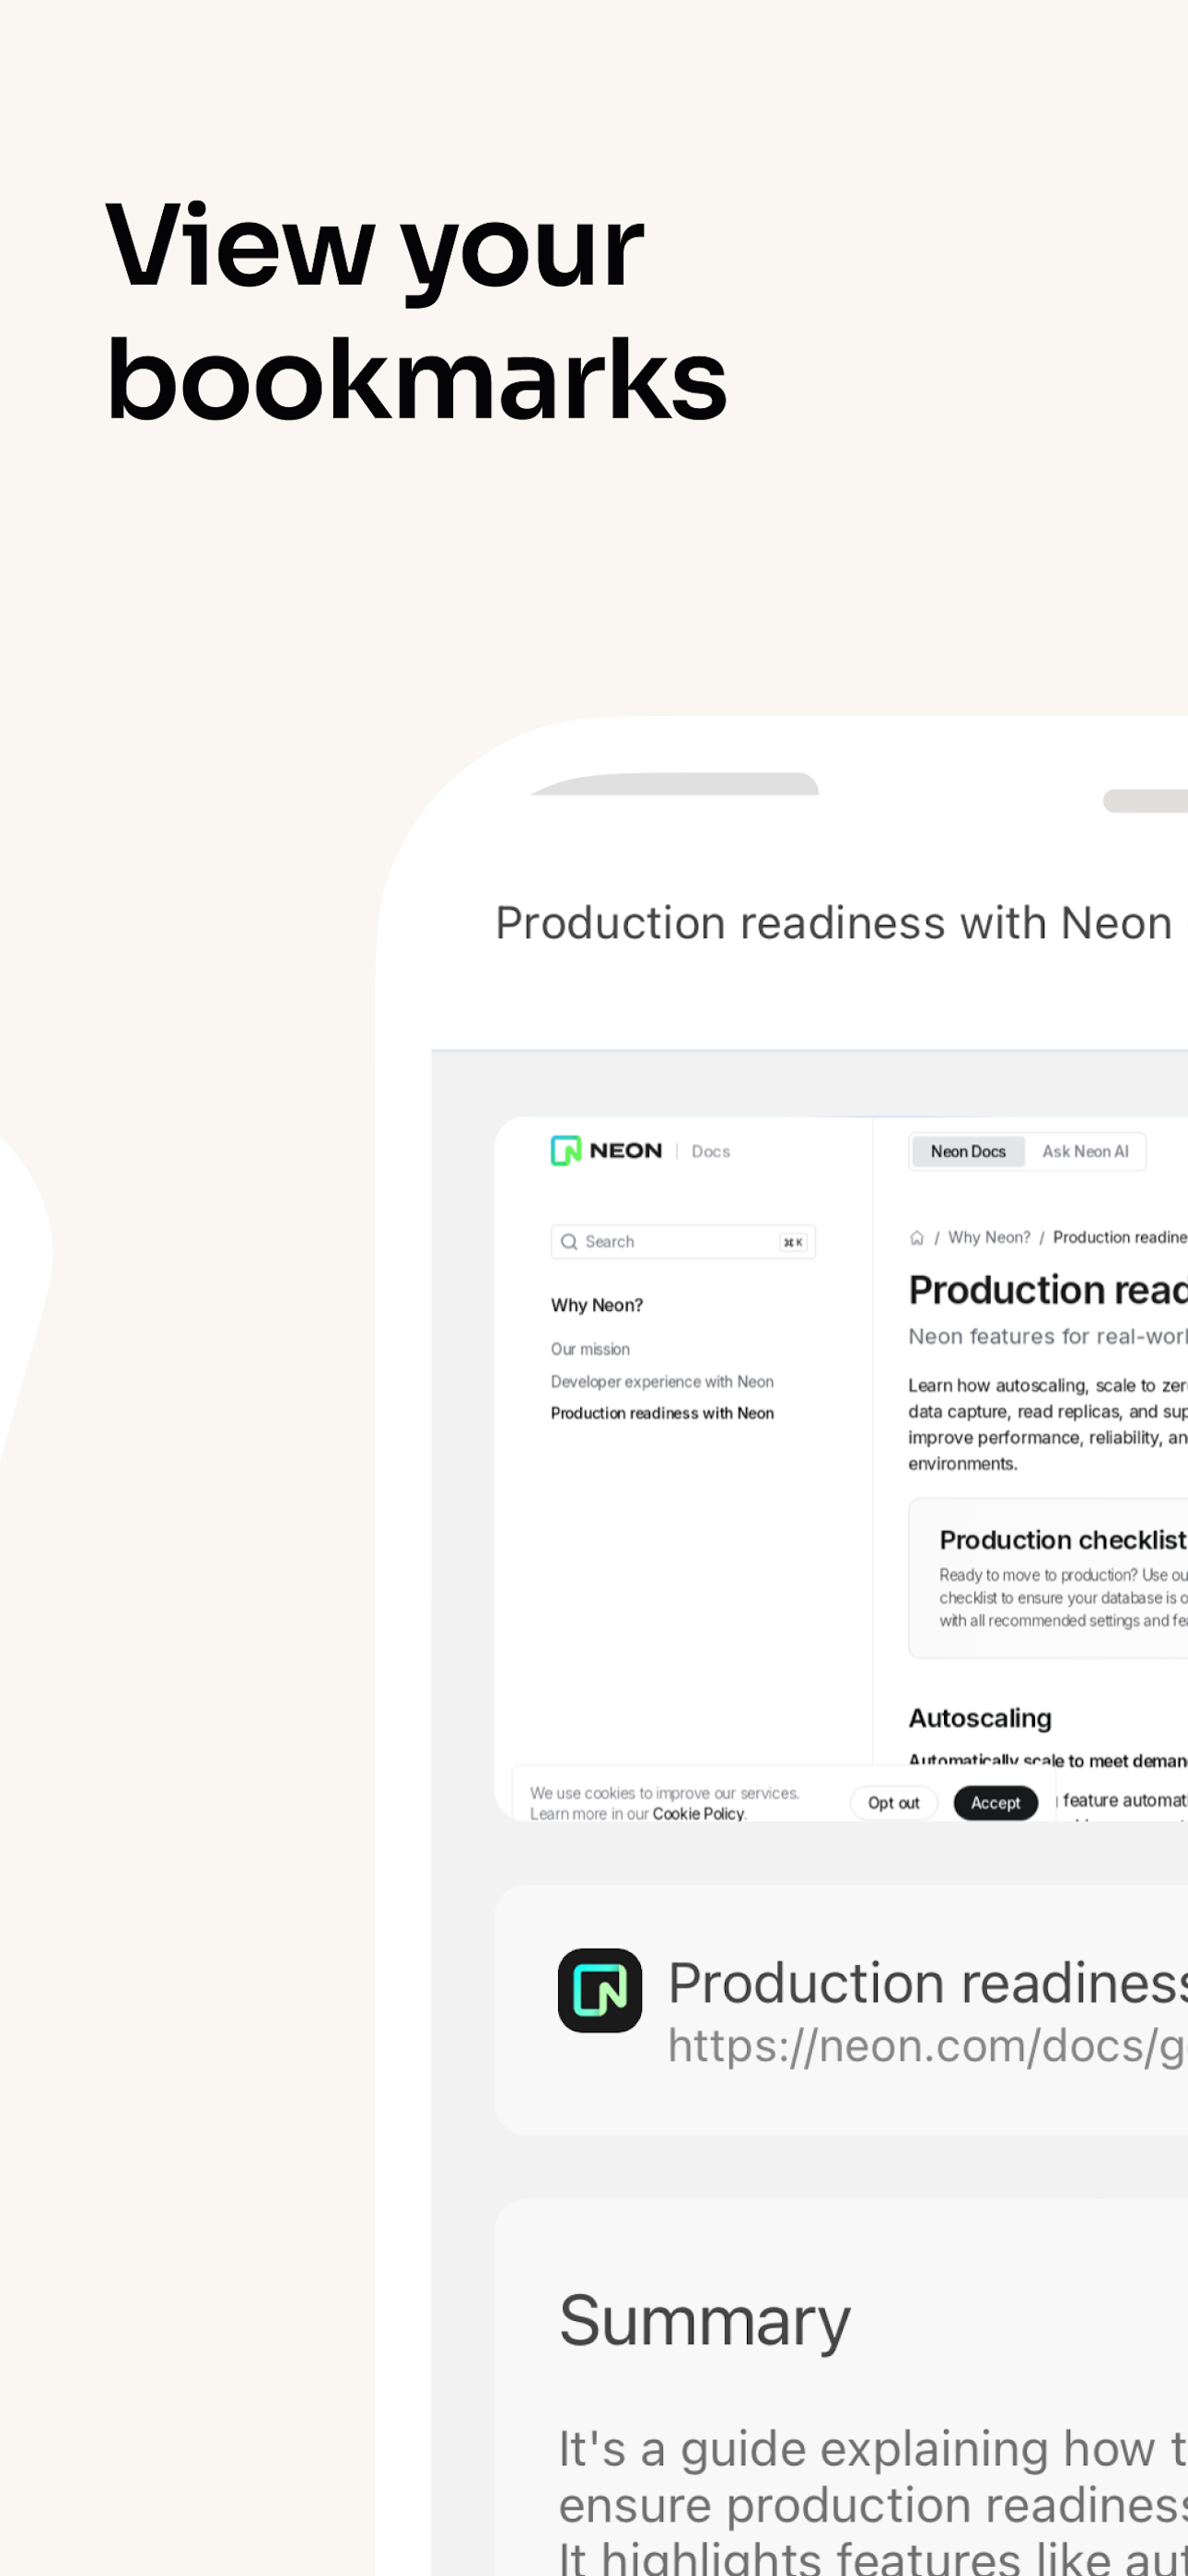 View your
bookmarks
Production readiness with Neon
NEON | Docs
Neon Docs
Ask Neon AI
Search
⌘K
/ Why Neon? / Production readine
Why Neon?
Our mission
Developer experience with Neon
Production readiness with Neon
Production read
Neon features for real-worl
Learn how autoscaling, scale to zer
data capture, read replicas, and sup
improve performance, reliability, an
environments.
Production checklist
Ready to move to production? Use ou
checklist to ensure your database is o
with all recommended settings and fea
Autoscaling
Automatically scale to meet deman
feature automati
We use cookies to improve our services.
Learn more in our Cookie Policy.
Opt out
Accept
Production readiness
https://neon.com/docs/g
Summary
It's a guide explaining how t
ensure production readiness
It highlights features like aut